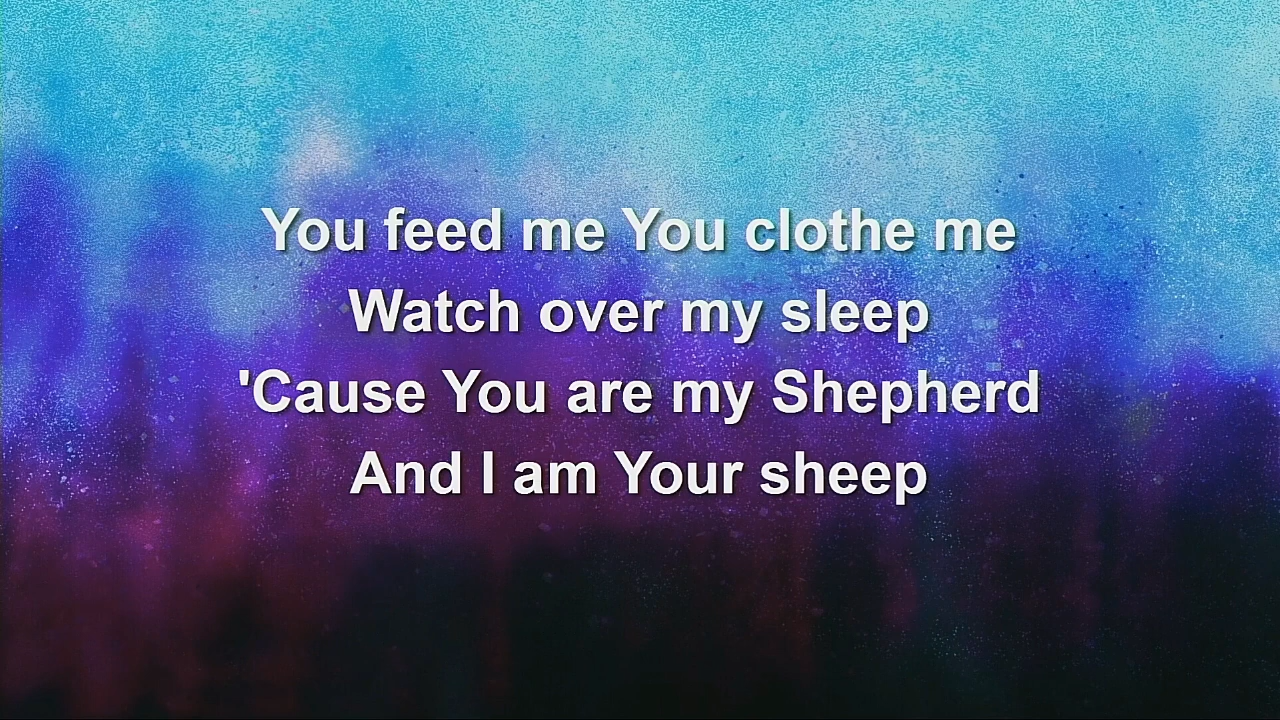 You feed me You clothe me
Watch over my sleep
'Cause You are my Shepherd
And I am Your sheep